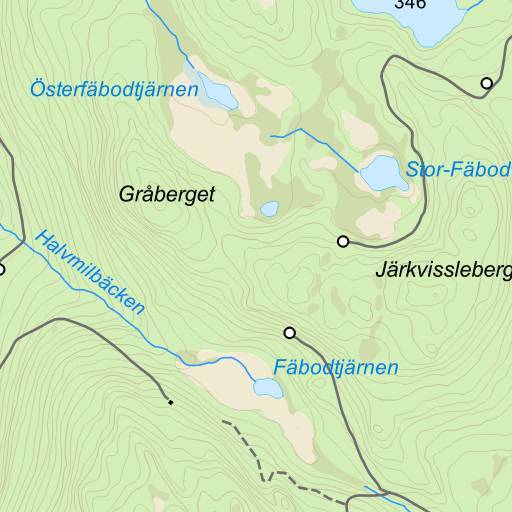 346
Österfäbodtjärnen
Stor-Fäbod
Gråberget
Halvmilbäcken
Järkvissleberg
Fäbodtjärnen